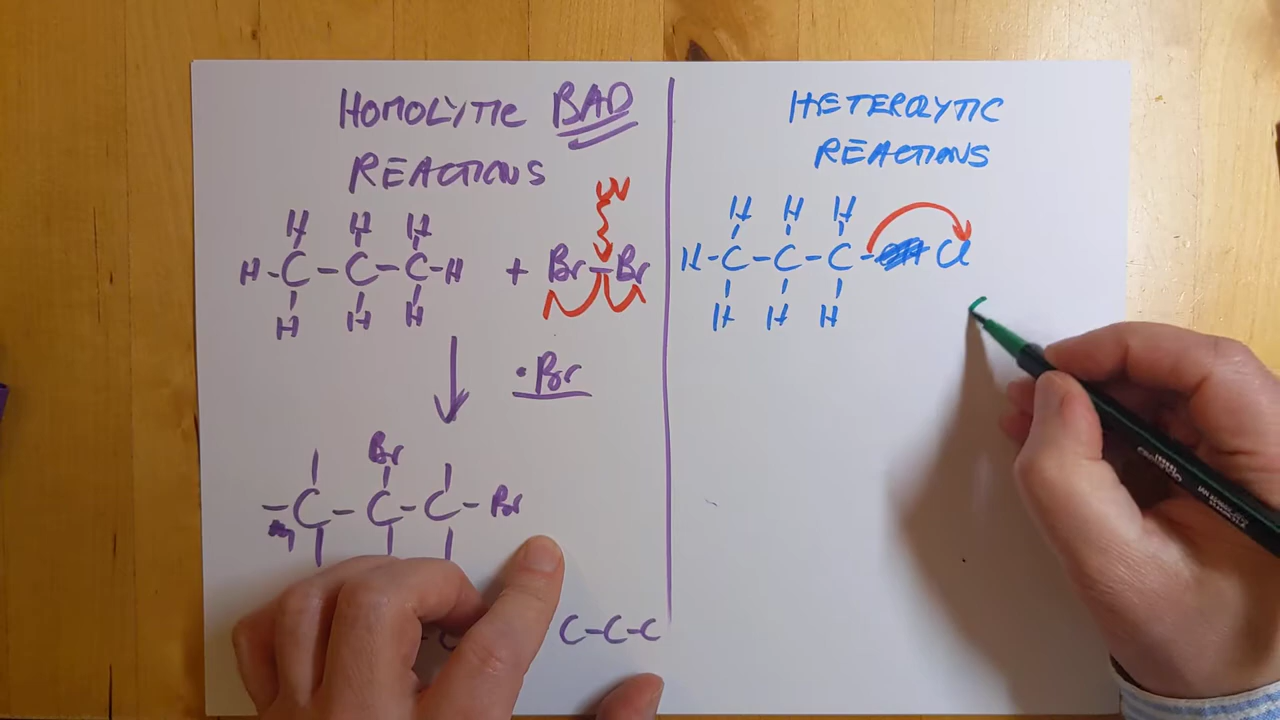 HOMOLYTIC BAD
REACTIONS
UV
H H H
H-C-C-C-H + Br-Br
H H H
·Br
Br
-C-C-C-Br
C-C-C
HETEROLYTIC
REACTIONS
H H H
H-C-C-C- Cl
H H H